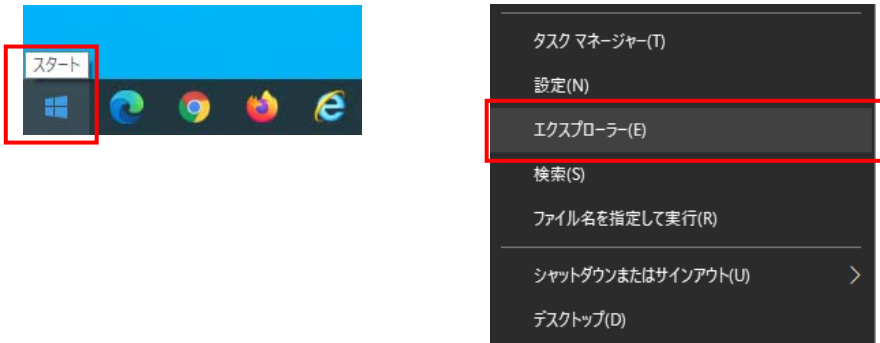 スタート
タスク マネージャー(T)
設定(N)
エクスプローラー(E)
検索(S)
ファイル名を指定して実行(R)
シャットダウンまたはサインアウト(U)
デスクトップ(D)